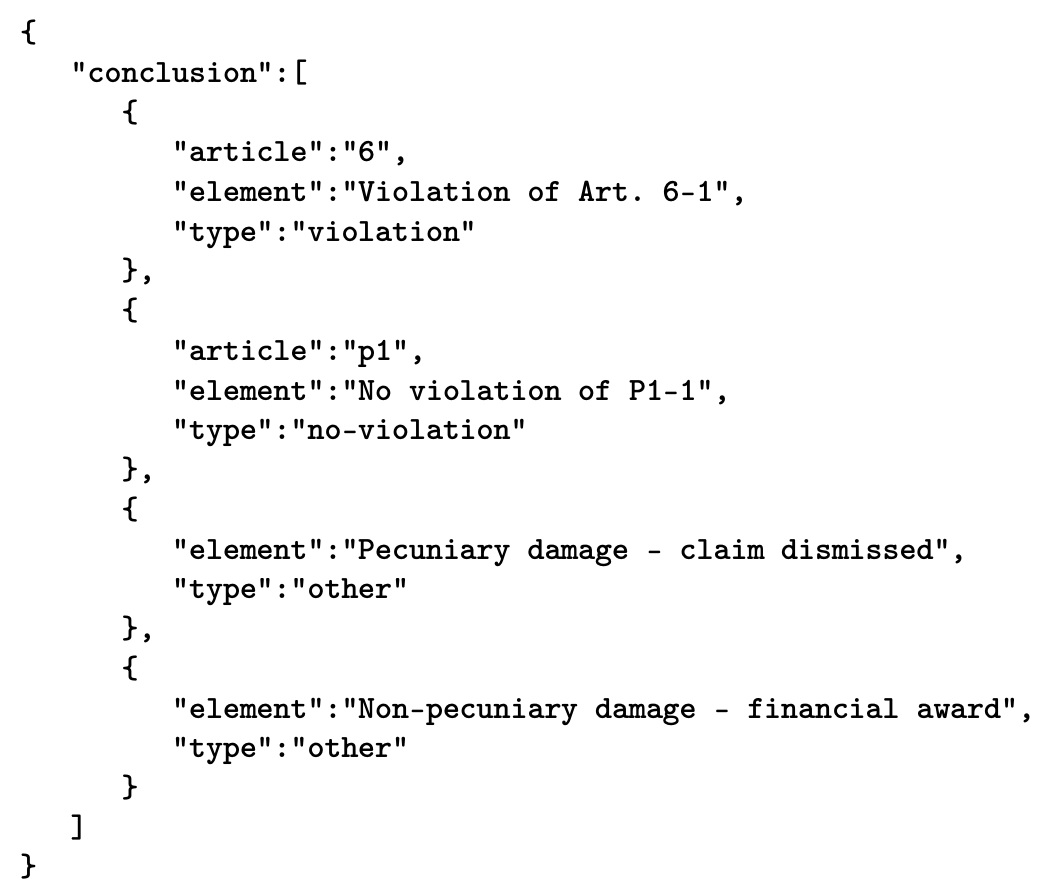 {
   "conclusion":[
      {
         "article":"6",
         "element":"Violation of Art. 6-1",
         "type":"violation"
      },
      {
         "article":"p1",
         "element":"No violation of P1-1",
         "type":"no-violation"
      },
      {
         "element":"Pecuniary damage - claim dismissed",
         "type":"other"
      },
      {
         "element":"Non-pecuniary damage - financial award",
         "type":"other"
      }
   ]
}